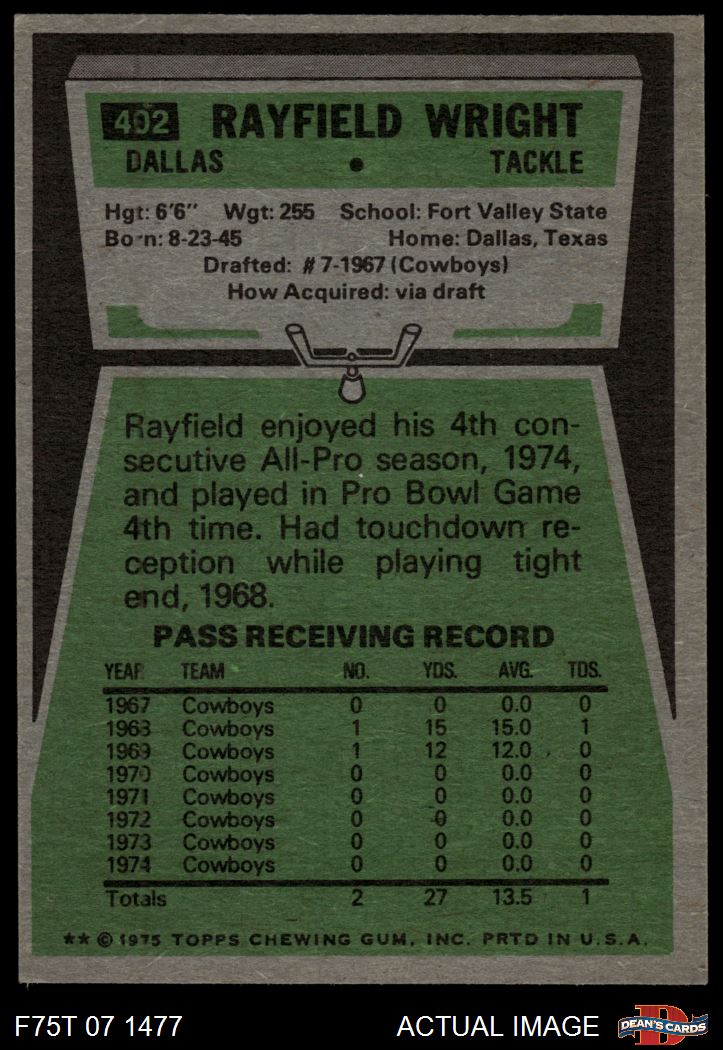 402 RAYFIELD WRIGHT
DALLAS • TACKLE
Hgt: 6'6" Wgt: 255 School: Fort Valley State
Born: 8-23-45 Home: Dallas, Texas
Drafted: #7-1967 (Cowboys)
How Acquired: via draft
Rayfield enjoyed his 4th con-
secutive All-Pro season, 1974,
and played in Pro Bowl Game
4th time. Had touchdown re-
ception while playing tight
end, 1968.
PASS RECEIVING RECORD
YEAR TEAM NO. YDS. AVG. TDS.
1967 Cowboys 0 0 0.0 0
1968 Cowboys 1 15 15.0 1
1969 Cowboys 1 12 12.0 0
1970 Cowboys 0 0 0.0 0
1971 Cowboys 0 0 0.0 0
1972 Cowboys 0 0 0.0 0
1973 Cowboys 0 0 0.0 0
1974 Cowboys 0 0 0.0 0
Totals 2 27 13.5 1
** © 1975 TOPPS CHEWING GUM, INC. PRTD IN U.S.A.
F75T 07 1477 ACTUAL IMAGE D DEAN'S CARDS